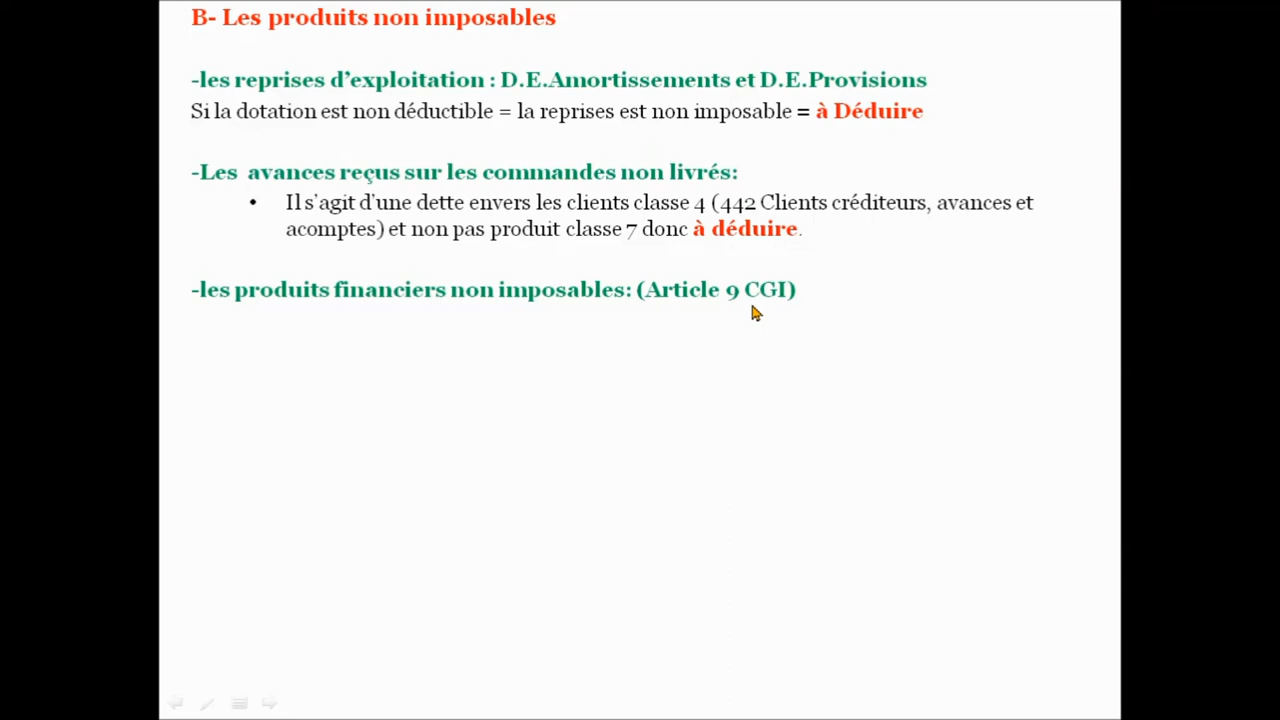 B- Les produits non imposables
-les reprises d'exploitation : D.E.Amortissements et D.E.Provisions
Si la dotation est non déductible = la reprises est non imposable = à Déduire
-Les avances reçus sur les commandes non livrés:
• Il s'agit d'une dette envers les clients classe 4 (442 Clients créditeurs, avances et
acomptes) et non pas produit classe 7 donc à déduire.
-les produits financiers non imposables: (Article 9 CGI)